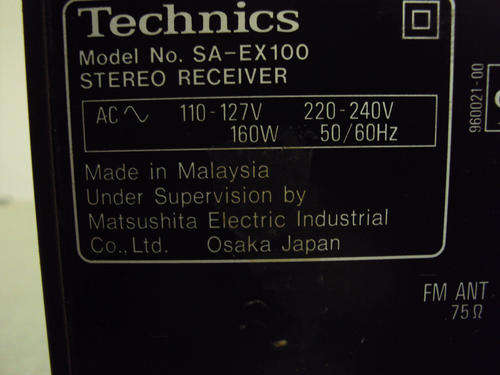 Technics
Model No. SA-EX100
STEREO RECEIVER
AC 110-127V 220-240V
160W 50/60Hz
Made in Malaysia
Under Supervision by
Matsushita Electric Industrial
Co., Ltd. Osaka Japan
960021-00
FM ANT
75Ω